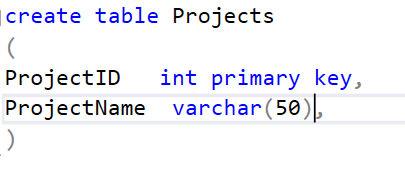 create table Projects
(
ProjectID   int primary key,
ProjectName  varchar(50),
)